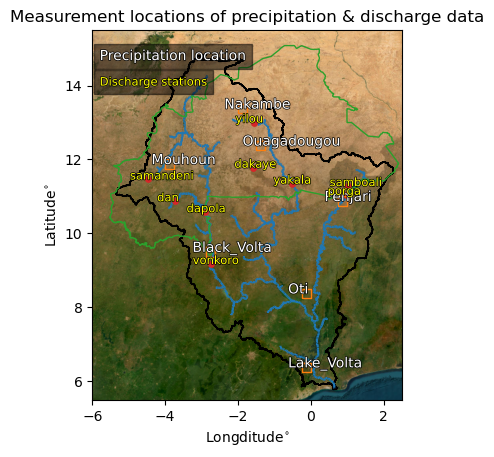 Measurement locations of precipitation & discharge data
Precipitation location
Discharge stations
Nakambe
yilou
Ouagadougou
Mouhoun
dakaye
samandeni
yakala
samboali
porga
Penjari
dan
dapola
Black_Volta
vonkoro
Oti
Lake_Volta
14
12
10
8
6
Latitude°
−6
−4
−2
0
2
Longditude°